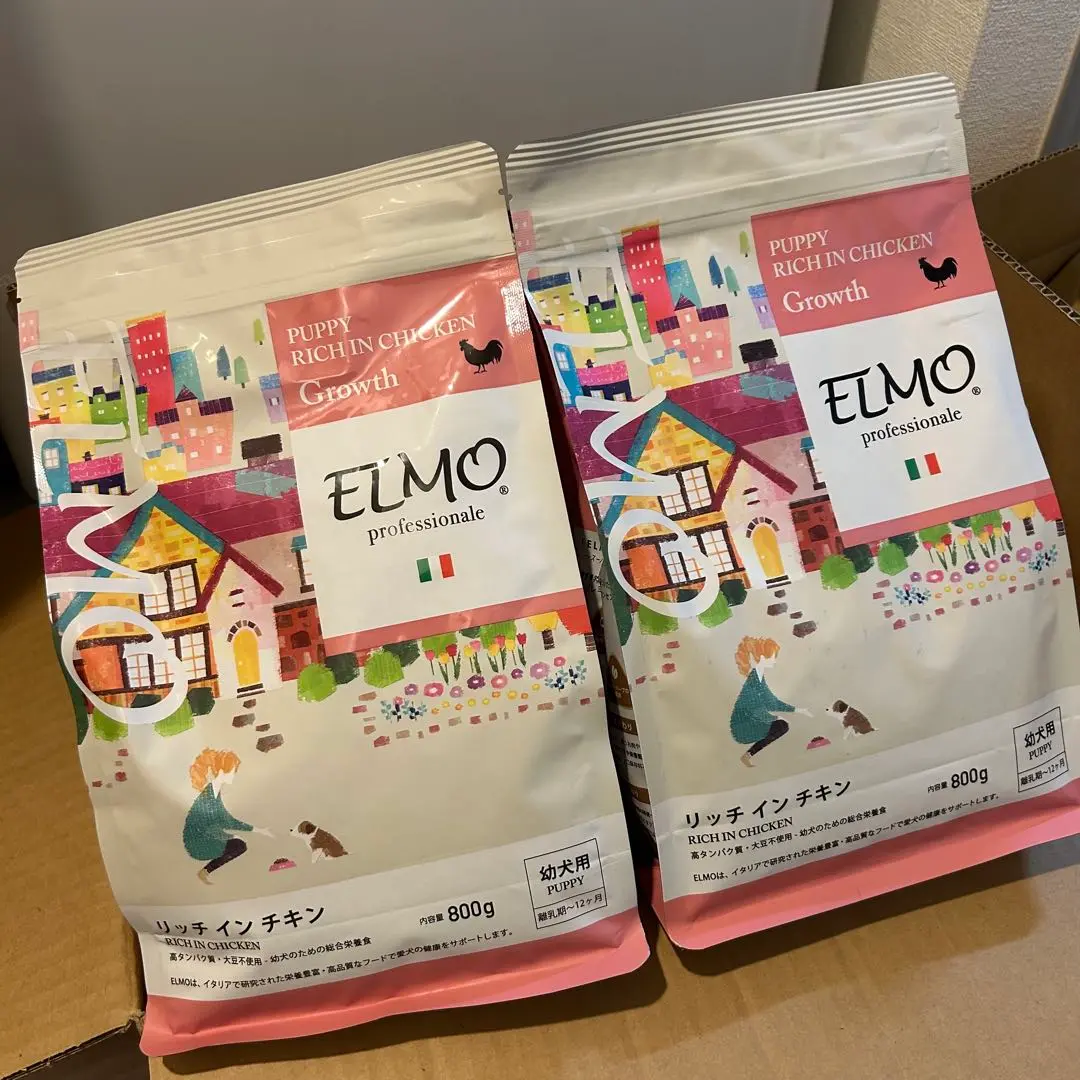 PUPPY
RICH IN CHICKEN
Growth
ELMO®
professionale
リッチ イン チキン
RICH IN CHICKEN
内容量 800g
高タンパク質・大豆不使用 - 幼犬のための総合栄養食
ELMOは、イタリアで研究された栄養豊富・高品質なフードで愛犬の健康をサポートします。
幼犬用
PUPPY
離乳期~12ヶ月
PUPPY
RICH IN CHICKEN
Growth
ELMO®
professionale
リッチ イン チキン
RICH IN CHICKEN
内容量 800g
高タンパク質・大豆不使用 - 幼犬のための総合栄養食
ELMOは、イタリアで研究された栄養豊富・高品質なフードで愛犬の健康をサポートします。
幼犬用
PUPPY
離乳期~12ヶ月